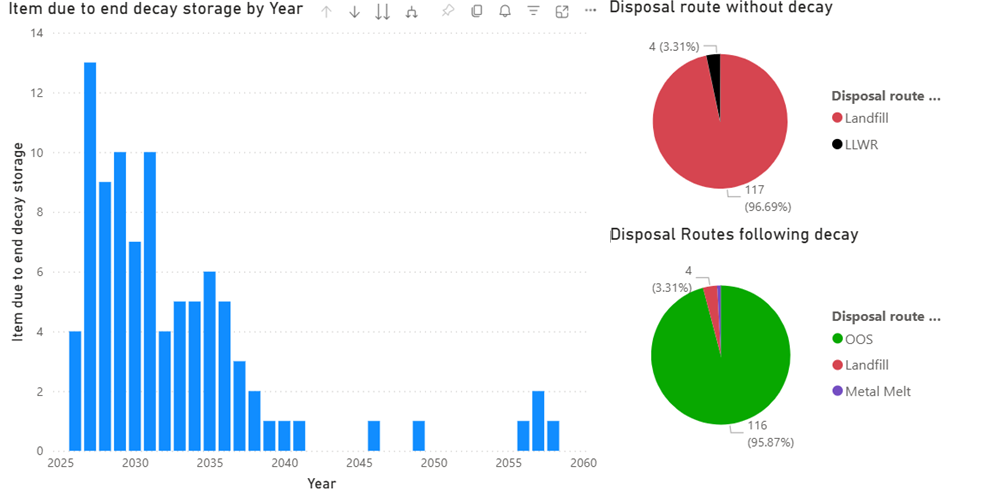 Item due to end decay storage by Year
14
12
10
8
6
4
2
0
Item due to end decay storage
2025
2030
2035
2040
2045
2050
2055
2060
Year
Disposal route without decay
4 (3.31%)
117
(96.69%)
Disposal route ...
Landfill
LLWR
Disposal Routes following decay
4
(3.31%)
116
(95.87%)
Disposal route ...
OOS
Landfill
Metal Melt